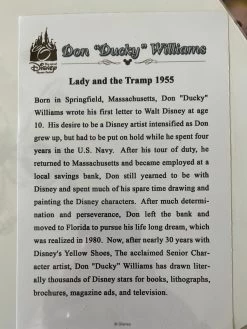 Disney
Don "Ducky" Williams
Lady and the Tramp 1955
Born in Springfield, Massachusetts, Don "Ducky"
Williams wrote his first letter to Walt Disney at age
10. His desire to be a Disney artist intensified as Don
grew up, but had to be put on hold while he spent four
years in the U.S. Navy. After his tour of duty, he
returned to Massachusetts and became employed at a
local savings bank, Don still yearned to be with
Disney and spent much of his spare time drawing and
painting the Disney characters. After much determi-
nation and perseverance, Don left the bank and
moved to Florida to pursue his life long dream, which
was realized in 1980. Now, after nearly 30 years with
Disney's Yellow Shoes, The acclaimed Senior Char-
acter artist, Don "Ducky" Williams has drawn liter-
ally thousands of Disney stars for books, lithographs,
brochures, magazine ads, and television.
© Disney